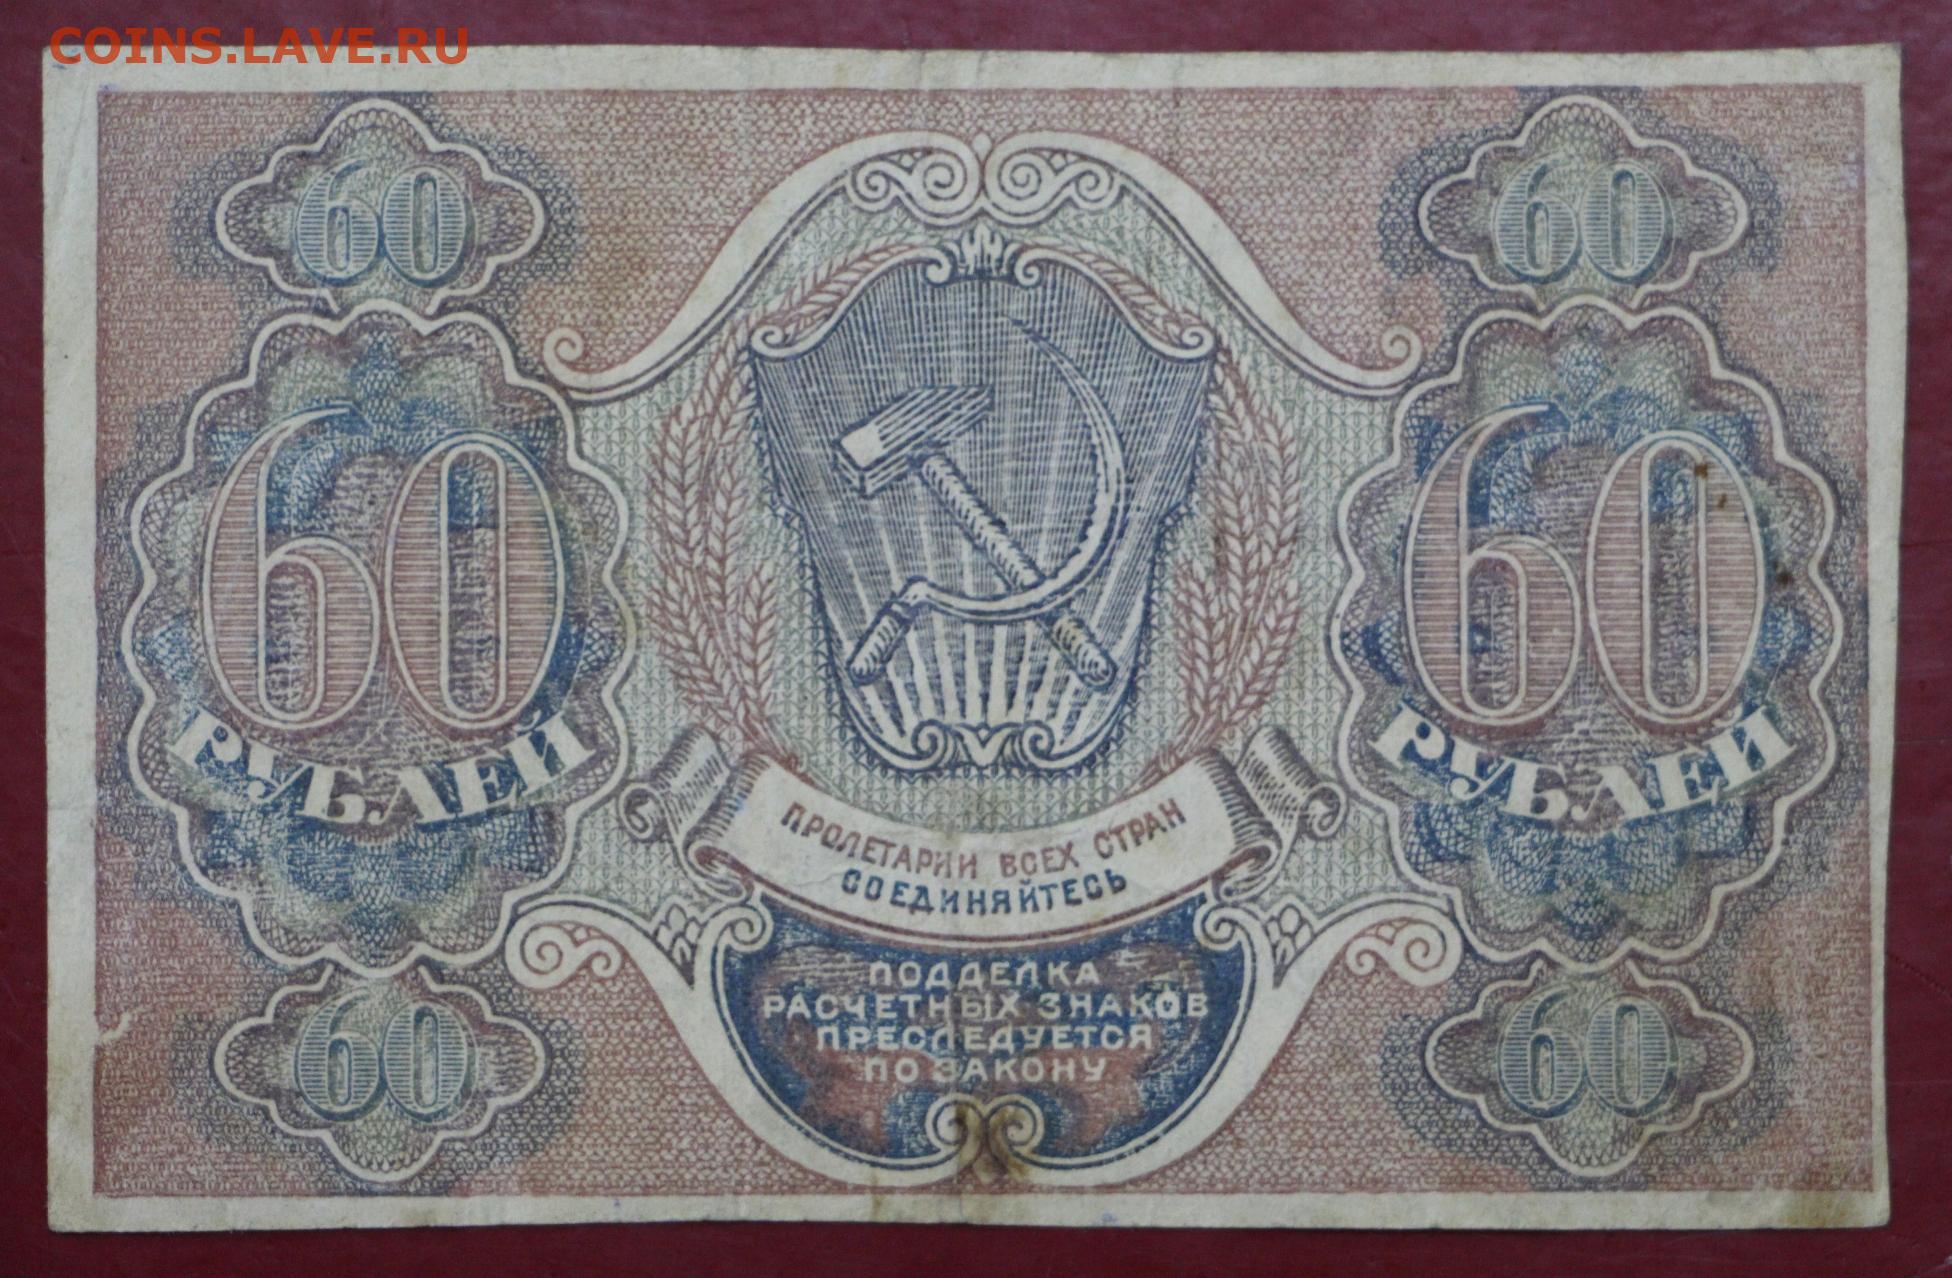 COINS.LAVE.RU
60
60
60
РУБЛЕЙ
60
РУБЛЕЙ
ПРОЛЕТАРИИ ВСЕХ СТРАН
СОЕДИНЯЙТЕСЬ
ПОДДЕЛКА
РАСЧЕТНЫХ ЗНАКОВ
ПРЕСЛЕДУЕТСЯ
ПО ЗАКОНУ
60
60